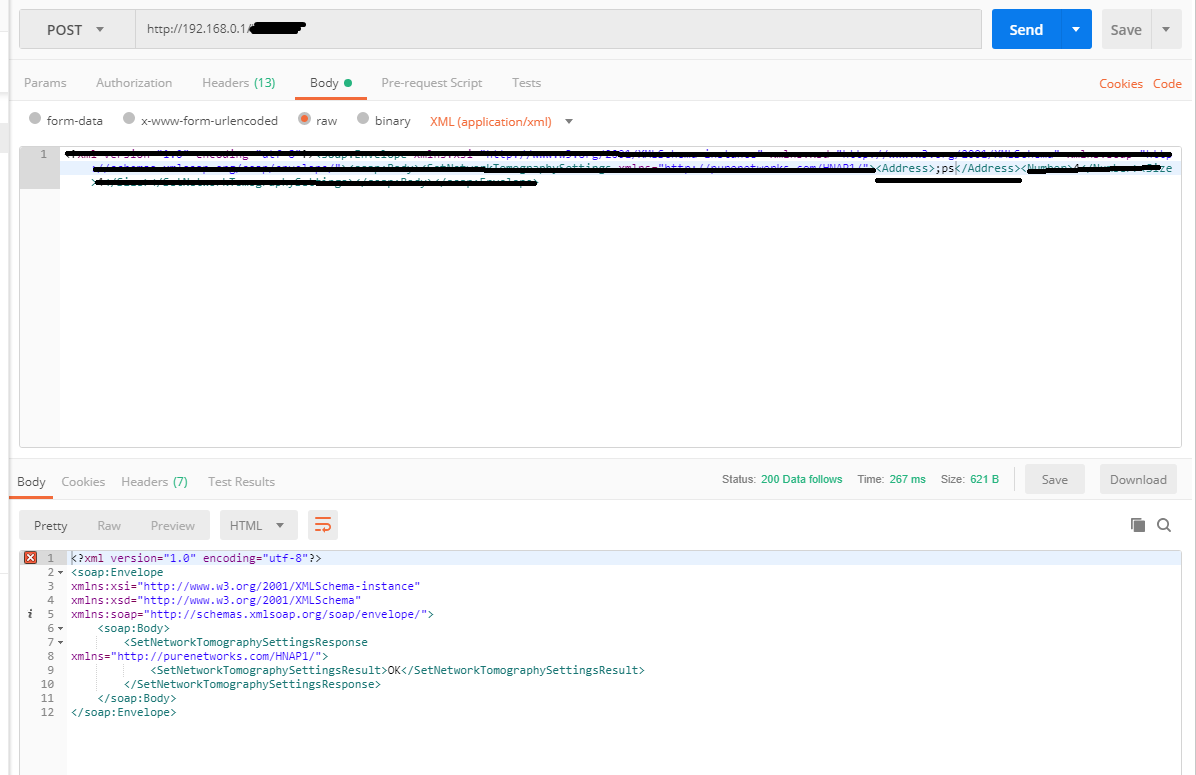 POST http://192.168.0.1/ Send Save
Params Authorization Headers (13) Body Pre-request Script Tests Cookies Code
form-data x-www-form-urlencoded raw binary XML (application/xml)
1
<Address>;ps</Address><
Body Cookies Headers (7) Test Results Status: 200 Data follows Time: 267 ms Size: 621 B Save Download
Pretty Raw Preview HTML
1 <?xml version="1.0" encoding="utf-8"?>
2 <soap:Envelope
3 xmlns:xsi="http://www.w3.org/2001/XMLSchema-instance"
4 xmlns:xsd="http://www.w3.org/2001/XMLSchema"
i 5 xmlns:soap="http://schemas.xmlsoap.org/soap/envelope/">
6 <soap:Body>
7 <SetNetworkTomographySettingsResponse
8 xmlns="http://purenetworks.com/HNAP1/">
9 <SetNetworkTomographySettingsResult>OK</SetNetworkTomographySettingsResult>
10 </SetNetworkTomographySettingsResponse>
11 </soap:Body>
12 </soap:Envelope>